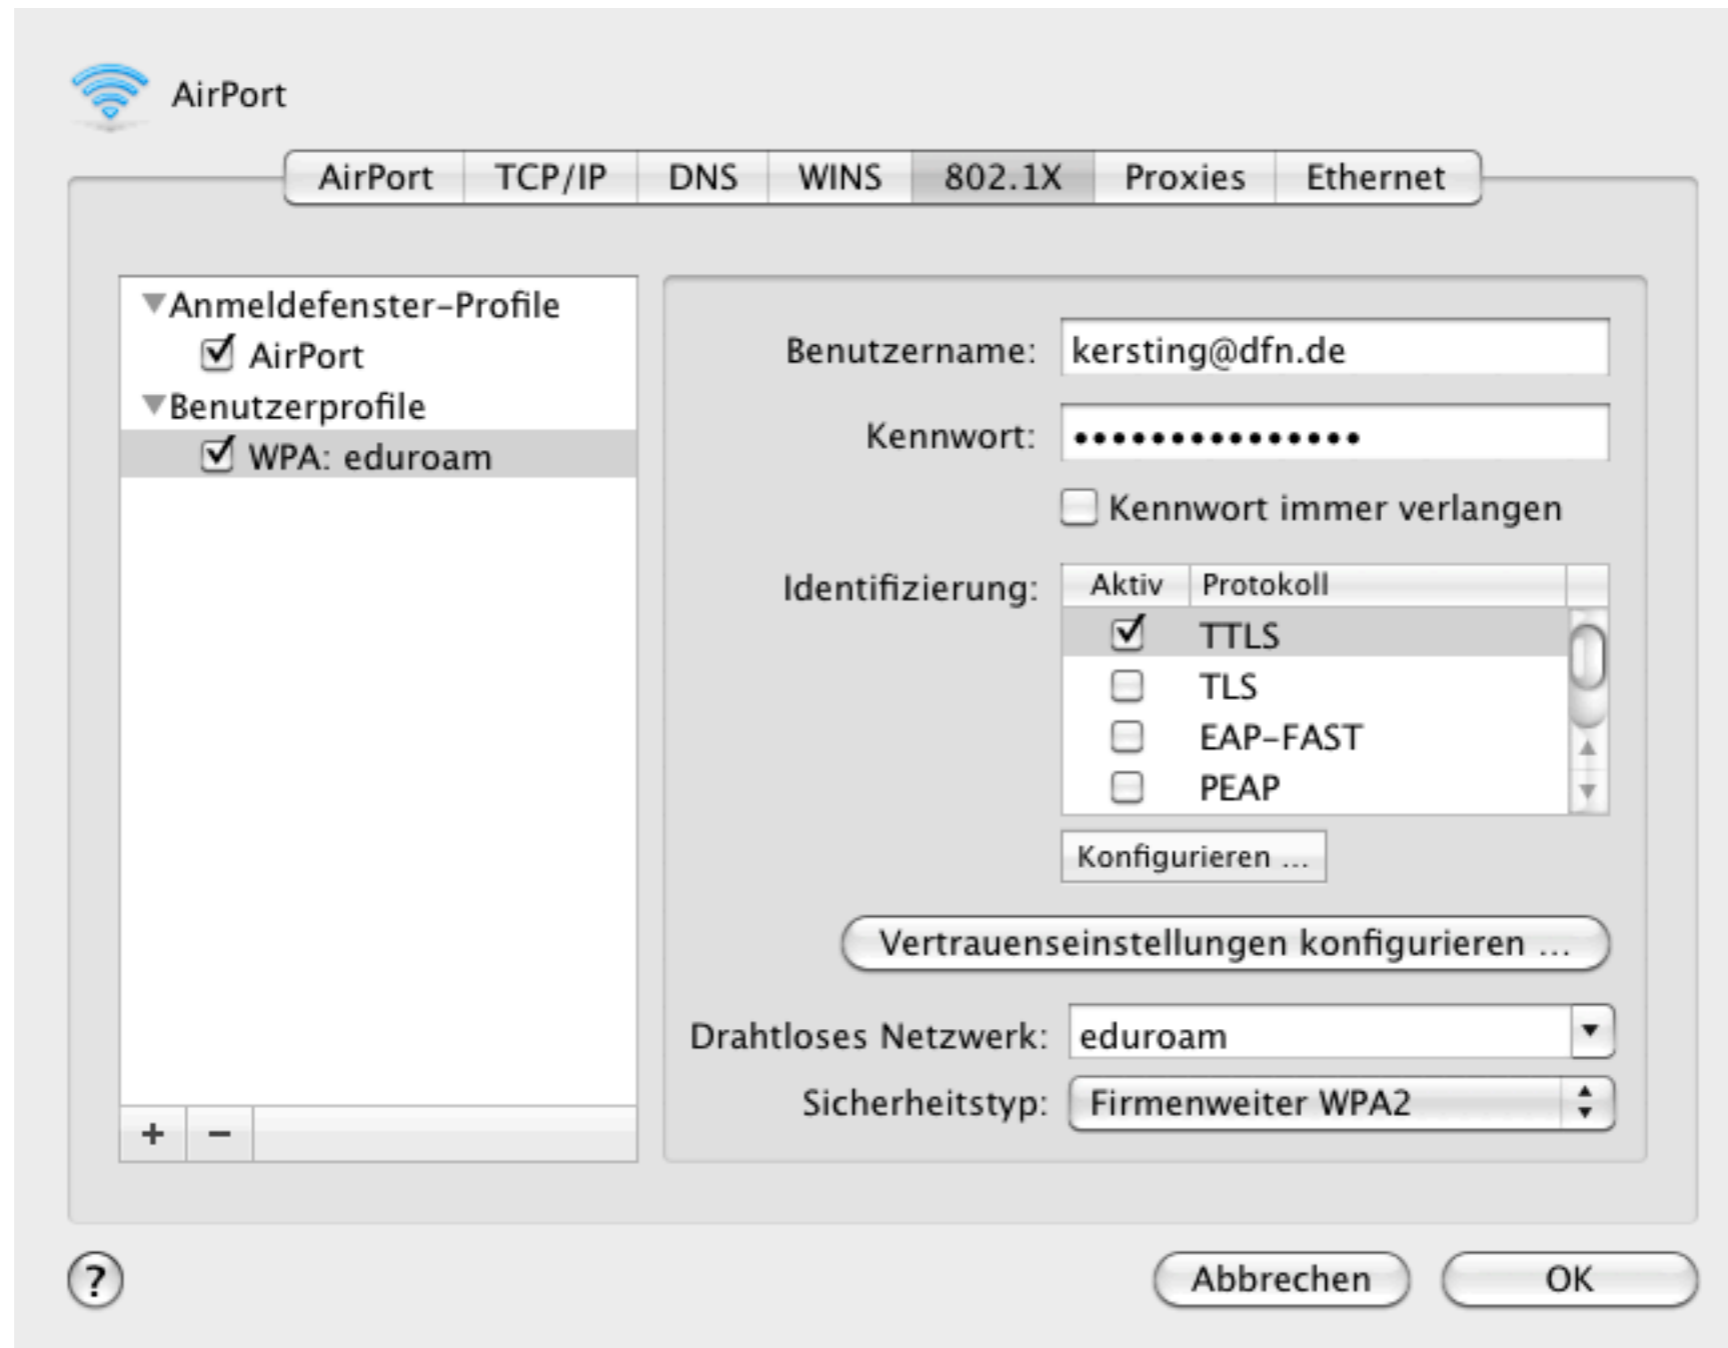 AirPort
AirPort TCP/IP DNS WINS 802.1X Proxies Ethernet
Anmeldefenster-Profile
AirPort
Benutzerprofile
WPA: eduroam
+ −
Benutzername: kersting@dfn.de
Kennwort: •••••••••••••••
Kennwort immer verlangen
Identifizierung: Aktiv Protokoll
TTLS
TLS
EAP-FAST
PEAP
Konfigurieren ...
Vertrauenseinstellungen konfigurieren ...
Drahtloses Netzwerk: eduroam
Sicherheitstyp: Firmenweiter WPA2
? Abbrechen OK